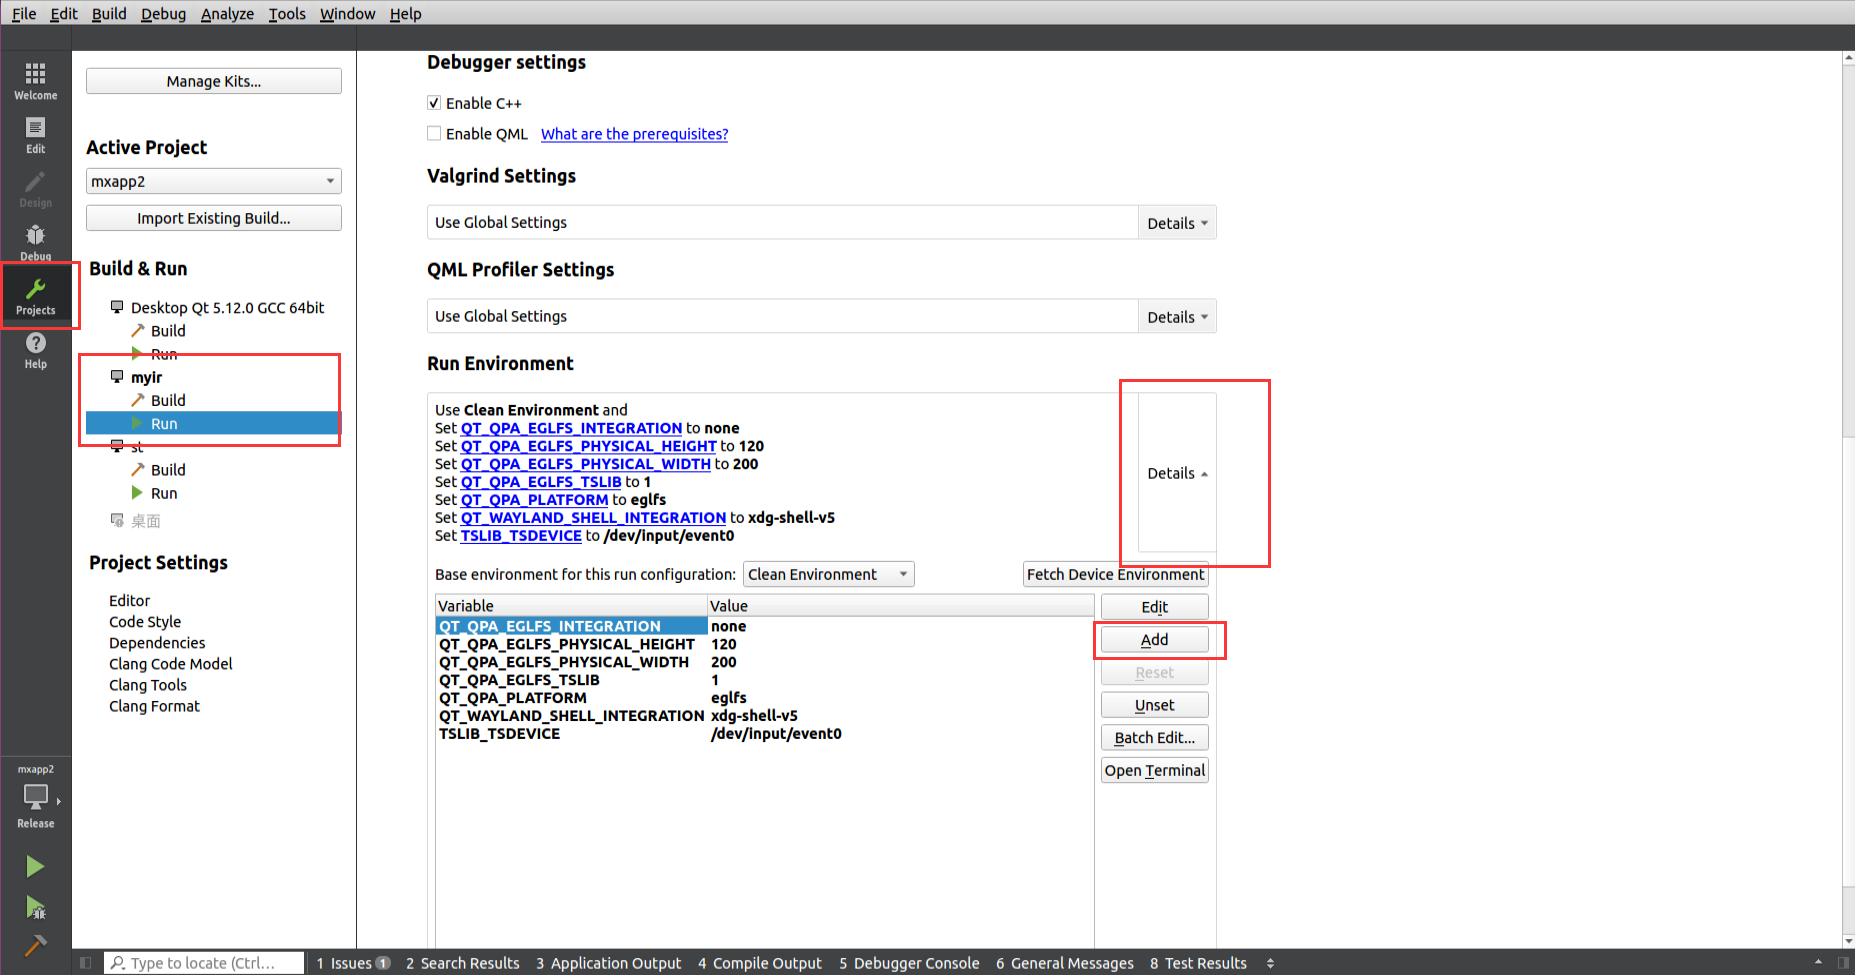 File Edit Build Debug Analyze Tools Window Help
Welcome
Edit
Design
Debug
Projects
Help
mxapp2
Release
Manage Kits...
Active Project
mxapp2
Import Existing Build...
Build & Run
Desktop Qt 5.12.0 GCC 64bit
Build
Run
myir
Build
Run
st
Build
Run
桌面
Project Settings
Editor
Code Style
Dependencies
Clang Code Model
Clang Tools
Clang Format
Debugger settings
Enable C++
Enable QML What are the prerequisites?
Valgrind Settings
Use Global Settings Details
QML Profiler Settings
Use Global Settings Details
Run Environment
Use Clean Environment and
Set QT_QPA_EGLFS_INTEGRATION to none
Set QT_QPA_EGLFS_PHYSICAL_HEIGHT to 120
Set QT_QPA_EGLFS_PHYSICAL_WIDTH to 200
Set QT_QPA_EGLFS_TSLIB to 1
Set QT_QPA_PLATFORM to eglfs
Set QT_WAYLAND_SHELL_INTEGRATION to xdg-shell-v5
Set TSLIB_TSDEVICE to /dev/input/event0
Details
Base environment for this run configuration: Clean Environment Fetch Device Environment
Variable Value
QT_QPA_EGLFS_INTEGRATION none
QT_QPA_EGLFS_PHYSICAL_HEIGHT 120
QT_QPA_EGLFS_PHYSICAL_WIDTH 200
QT_QPA_EGLFS_TSLIB 1
QT_QPA_PLATFORM eglfs
QT_WAYLAND_SHELL_INTEGRATION xdg-shell-v5
TSLIB_TSDEVICE /dev/input/event0
Edit
Add
Reset
Unset
Batch Edit...
Open Terminal
Type to locate (Ctrl... 1 Issues 1 2 Search Results 3 Application Output 4 Compile Output 5 Debugger Console 6 General Messages 8 Test Results